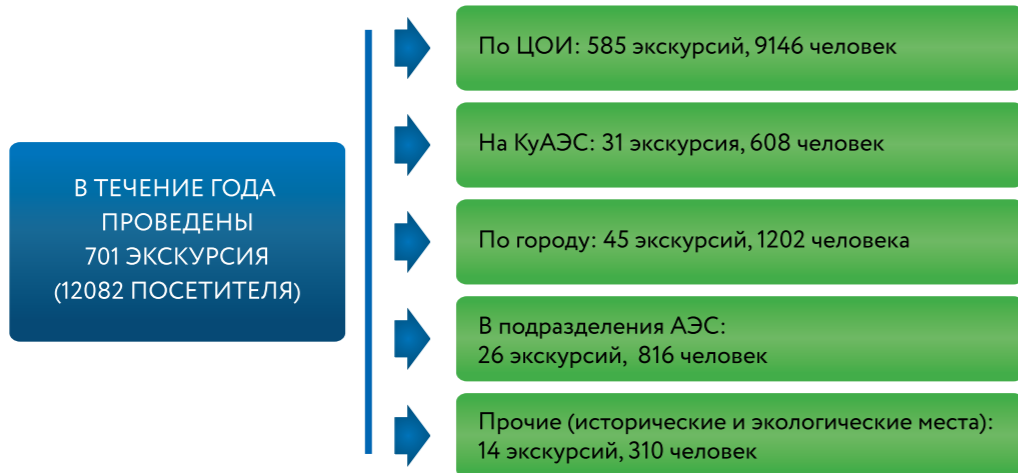 В ТЕЧЕНИЕ ГОДА
ПРОВЕДЕНЫ
701 ЭКСКУРСИЯ
(12082 ПОСЕТИТЕЛЯ)
По ЦОИ: 585 экскурсий, 9146 человек
На КуАЭС: 31 экскурсия, 608 человек
По городу: 45 экскурсий, 1202 человека
В подразделения АЭС:
26 экскурсий, 816 человек
Прочие (исторические и экологические места):
14 экскурсий, 310 человек